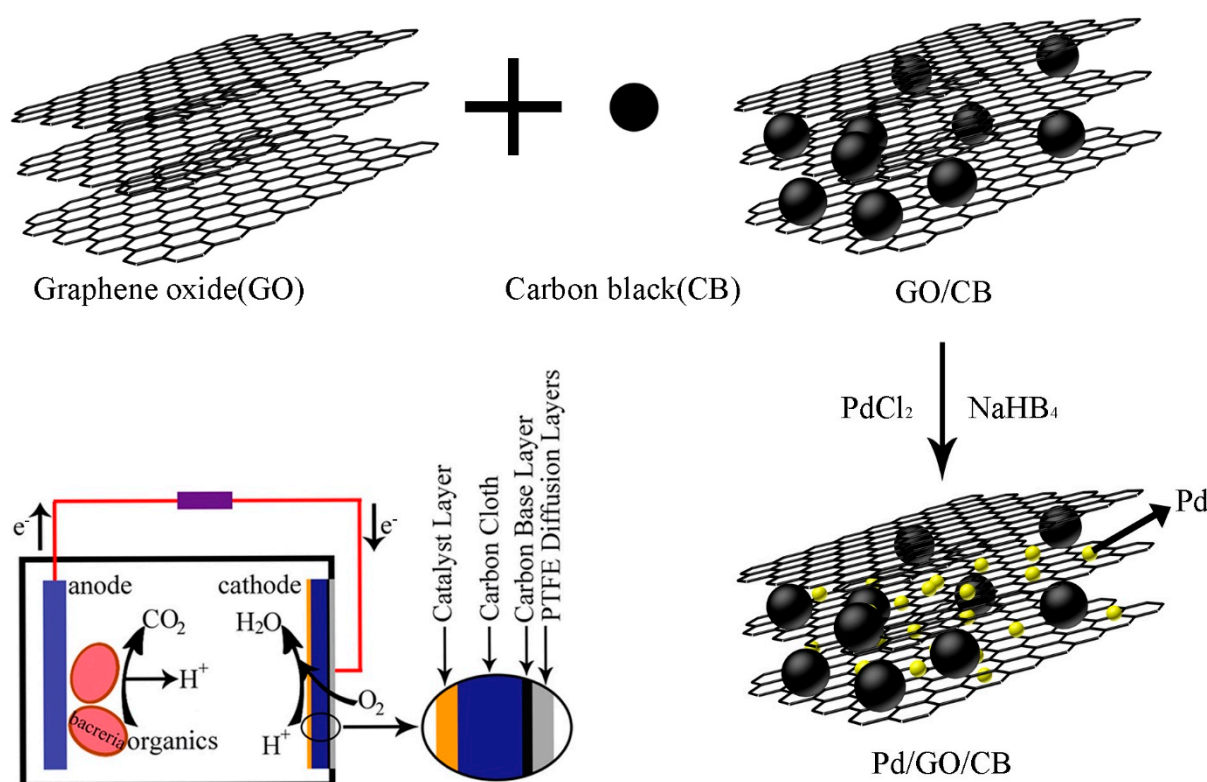 Graphene oxide(GO)
Carbon black(CB)
GO/CB
PdCl₂
NaHB₄
Pd
Pd/GO/CB
e⁻
e⁻
anode
cathode
CO₂
H⁺
bacreria
organics
H₂O
O₂
H⁺
Catalyst Layer
Carbon Cloth
Carbon Base Layer
PTFE Diffusion Layers